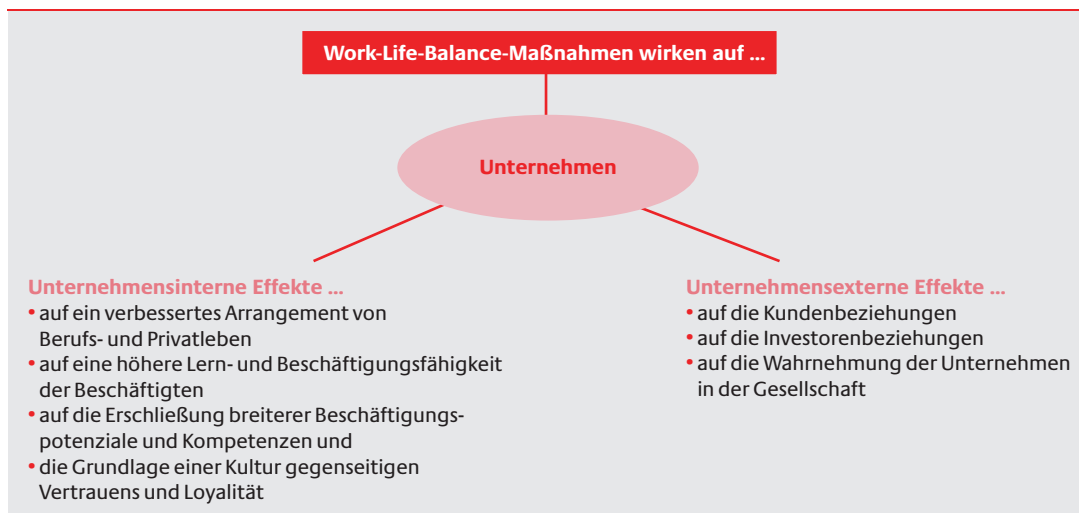 Work-Life-Balance-Maßnahmen wirken auf ...
Unternehmen
Unternehmensinterne Effekte ...
• auf ein verbessertes Arrangement von
Berufs- und Privatleben
• auf eine höhere Lern- und Beschäftigungsfähigkeit
der Beschäftigten
• auf die Erschließung breiterer Beschäftigungs-
potenziale und Kompetenzen und
• die Grundlage einer Kultur gegenseitigen
Vertrauens und Loyalität
Unternehmensexterne Effekte ...
• auf die Kundenbeziehungen
• auf die Investorenbeziehungen
• auf die Wahrnehmung der Unternehmen
in der Gesellschaft